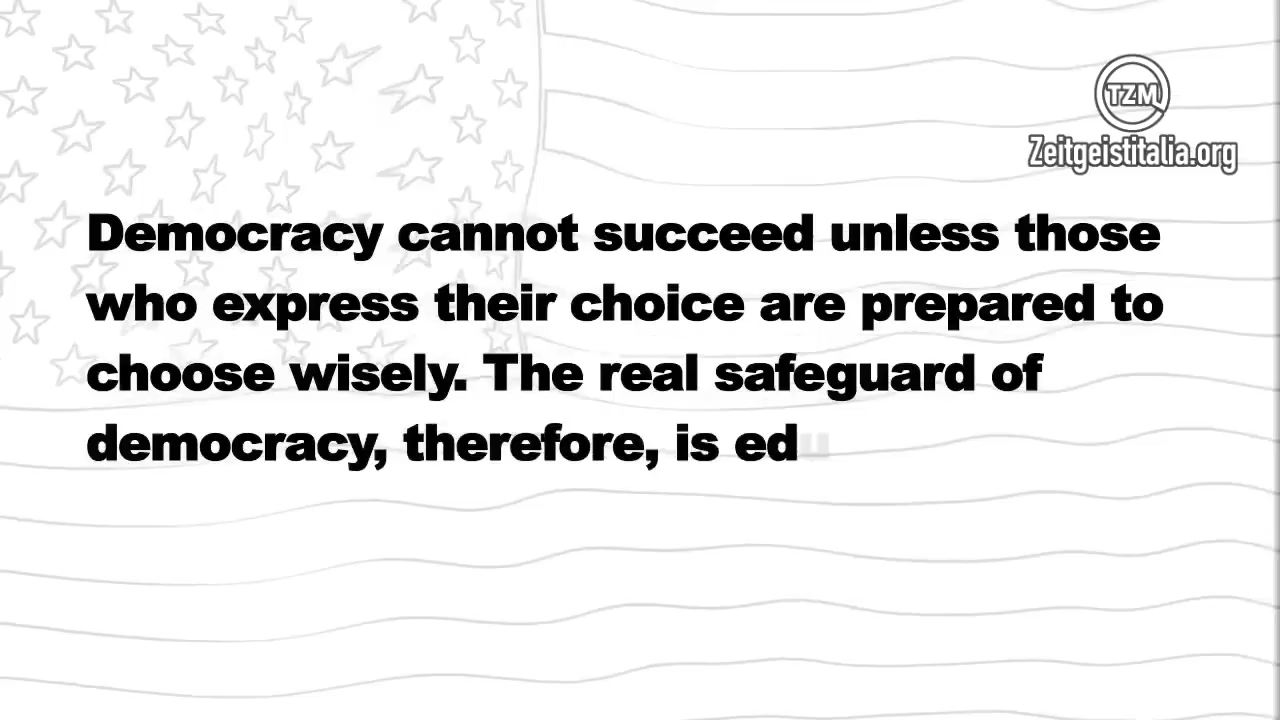 TZM
Zeitgeistitalia.org
Democracy cannot succeed unless those
who express their choice are prepared to
choose wisely. The real safeguard of
democracy, therefore, is edu